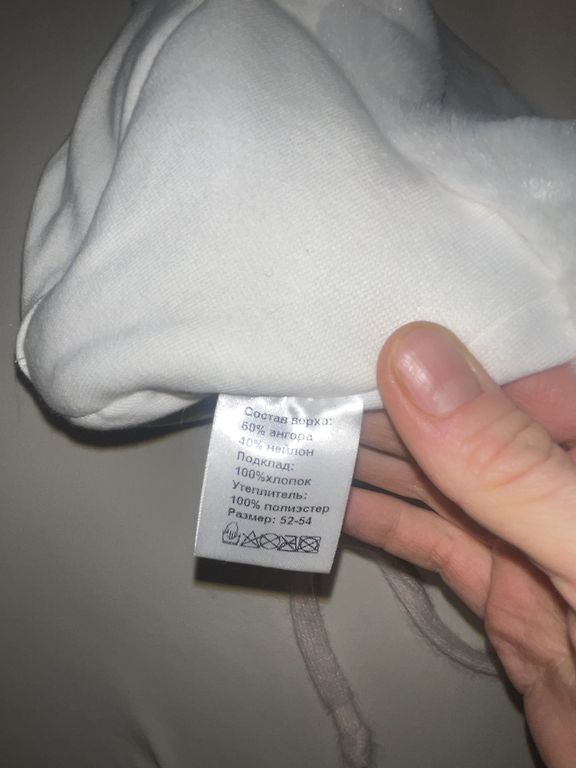 Состав верха:
60% ангора
40% нейлон
Подклад:
100%хлопок
Утеплитель:
100% полиэстер
Размер: 52-54